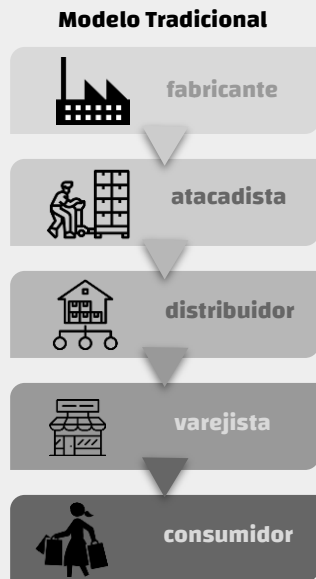 Modelo Tradicional
fabricante
atacadista
distribuidor
varejista
consumidor